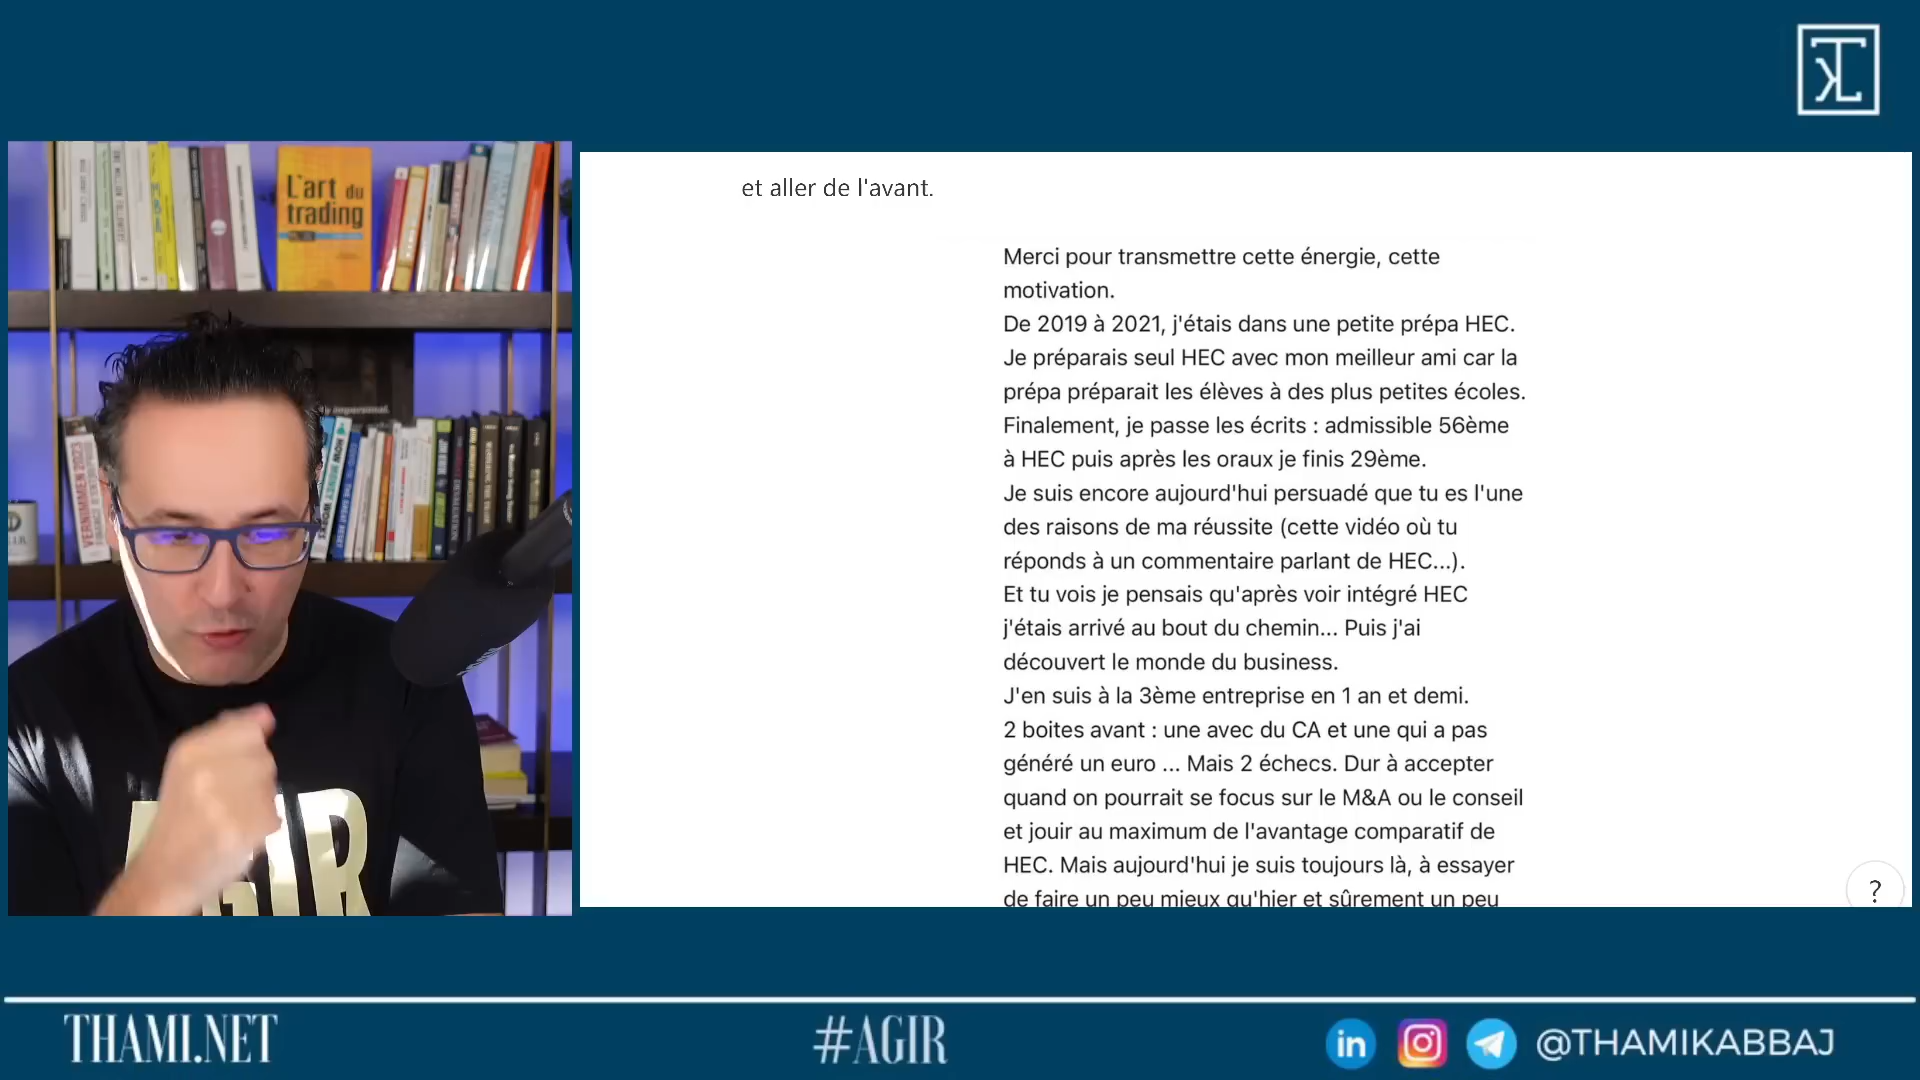 L'art du
trading
VERNIMMEN 2023
HOW MONEY WORKS
et aller de l'avant.
Merci pour transmettre cette énergie, cette
motivation.
De 2019 à 2021, j'étais dans une petite prépa HEC.
Je préparais seul HEC avec mon meilleur ami car la
prépa préparait les élèves à des plus petites écoles.
Finalement, je passe les écrits : admissible 56ème
à HEC puis après les oraux je finis 29ème.
Je suis encore aujourd'hui persuadé que tu es l'une
des raisons de ma réussite (cette vidéo où tu
réponds à un commentaire parlant de HEC...).
Et tu vois je pensais qu'après voir intégré HEC
j'étais arrivé au bout du chemin... Puis j'ai
découvert le monde du business.
J'en suis à la 3ème entreprise en 1 an et demi.
2 boites avant : une avec du CA et une qui a pas
généré un euro ... Mais 2 échecs. Dur à accepter
quand on pourrait se focus sur le M&A ou le conseil
et jouir au maximum de l'avantage comparatif de
HEC. Mais aujourd'hui je suis toujours là, à essayer
de faire un peu mieux qu'hier et sûrement un peu
?
THAMI.NET
#AGIR
in
@THAMIKABBAJ